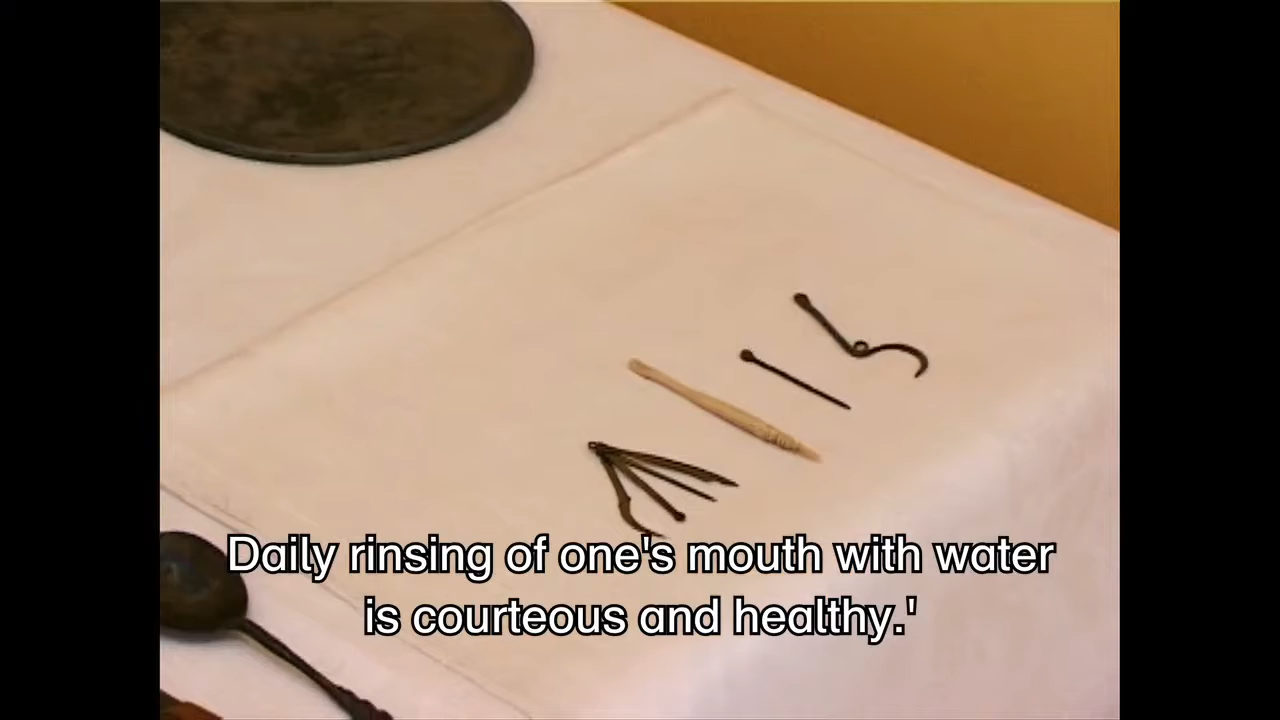 Daily rinsing of one's mouth with water
is courteous and healthy.'